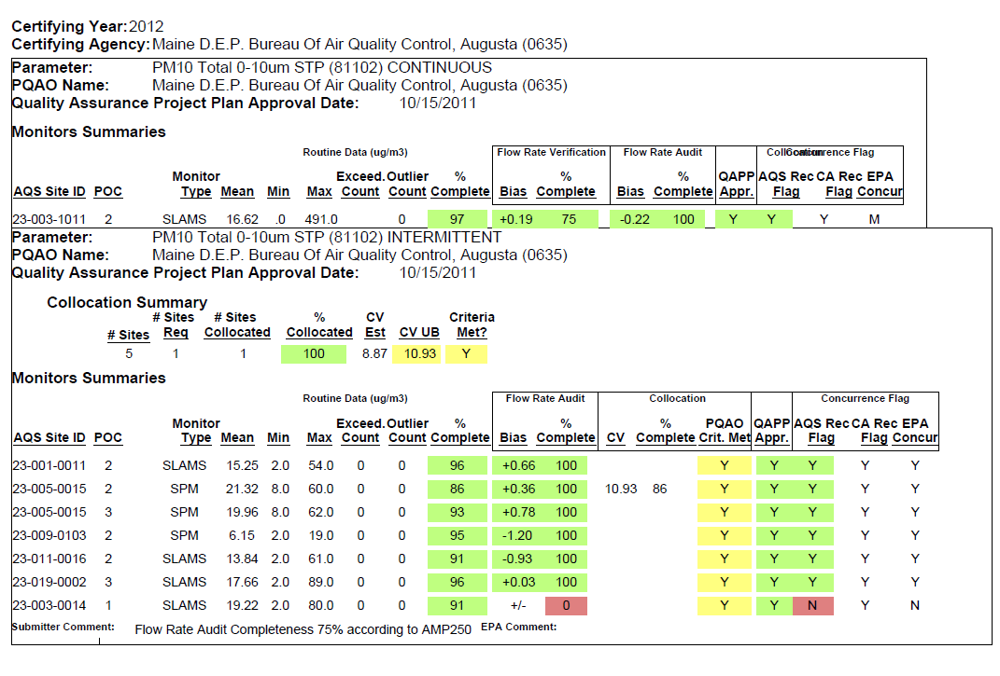 Certifying Year: 2012
Certifying Agency: Maine D.E.P. Bureau Of Air Quality Control, Augusta (0635)
Parameter: PM10 Total 0-10um STP (81102) CONTINUOUS
PQAO Name: Maine D.E.P. Bureau Of Air Quality Control, Augusta (0635)
Quality Assurance Project Plan Approval Date: 10/15/2011
Monitors Summaries
Routine Data (ug/m3) Flow Rate Verification Flow Rate Audit Concurrence Flag
Monitor Exceed. Outlier % % % QAPP AQS Rec CA Rec EPA
AQS Site ID POC Type Mean Min Max Count Count Complete Bias Complete Bias Complete Appr. Flag Flag Concur
23-003-1011 2 SLAMS 16.62 .0 491.0 0 97 +0.19 75 -0.22 100 Y Y Y M
Parameter: PM10 Total 0-10um STP (81102) INTERMITTENT
PQAO Name: Maine D.E.P. Bureau Of Air Quality Control, Augusta (0635)
Quality Assurance Project Plan Approval Date: 10/15/2011
Collocation Summary
# Sites # Sites % CV Criteria
# Sites Req Collocated Collocated Est CV UB Met?
5 1 1 100 8.87 10.93 Y
Monitors Summaries
Routine Data (ug/m3) Flow Rate Audit Collocation Concurrence Flag
Monitor Exceed. Outlier % % % PQAO QAPP AQS Rec CA Rec EPA
AQS Site ID POC Type Mean Min Max Count Count Complete Bias Complete CV Complete Crit. Met Appr. Flag Flag Concur
23-001-0011 2 SLAMS 15.25 2.0 54.0 0 0 96 +0.66 100 Y Y Y Y Y
23-005-0015 2 SPM 21.32 8.0 60.0 0 0 86 +0.36 100 10.93 86 Y Y Y Y Y
23-005-0015 3 SPM 19.96 8.0 62.0 0 0 93 +0.78 100 Y Y Y Y Y
23-009-0103 2 SPM 6.15 2.0 19.0 0 0 95 -1.20 100 Y Y Y Y Y
23-011-0016 2 SLAMS 13.84 2.0 61.0 0 0 91 -0.93 100 Y Y Y Y Y
23-019-0002 3 SLAMS 17.66 2.0 89.0 0 0 96 +0.03 100 Y Y Y Y Y
23-003-0014 1 SLAMS 19.22 2.0 80.0 0 0 91 +/- 0 Y Y N Y N
Submitter Comment: Flow Rate Audit Completeness 75% according to AMP250 EPA Comment: